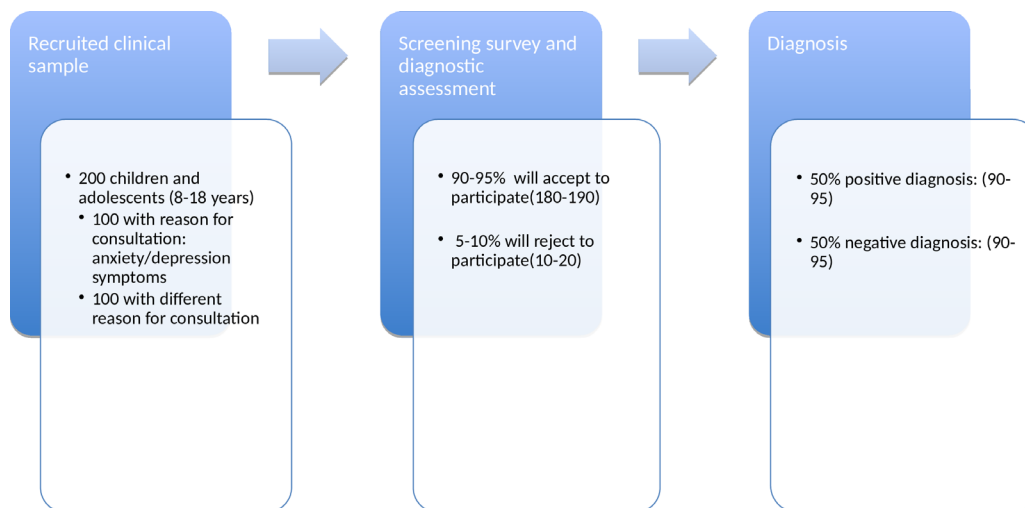 Recruited clinical
sample
• 200 children and
adolescents (8-18 years)
• 100 with reason for
consultation:
anxiety/depression
symptoms
• 100 with different
reason for consultation
Screening survey and
diagnostic
assessment
• 90-95%  will accept to
participate(180-190)
•  5-10% will reject to
participate(10-20)
Diagnosis
• 50% positive diagnosis: (90-
95)
• 50% negative diagnosis: (90-
95)